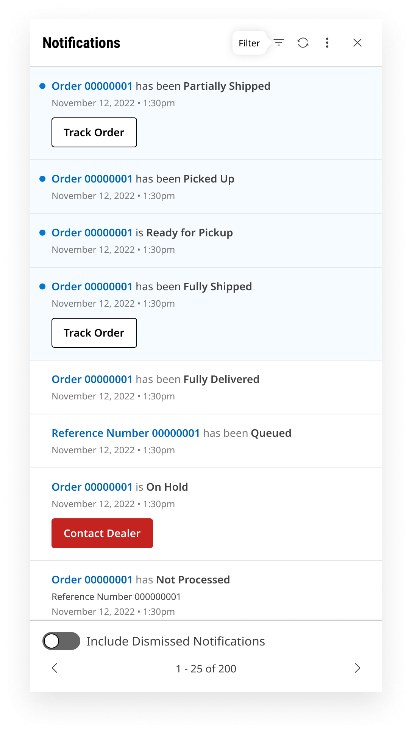 Notifications
Filter
Order 00000001 has been Partially Shipped
November 12, 2022 • 1:30pm
Track Order
Order 00000001 has been Picked Up
November 12, 2022 • 1:30pm
Order 00000001 is Ready for Pickup
November 12, 2022 • 1:30pm
Order 00000001 has been Fully Shipped
November 12, 2022 • 1:30pm
Track Order
Order 00000001 has been Fully Delivered
November 12, 2022 • 1:30pm
Reference Number 00000001 has been Queued
November 12, 2022 • 1:30pm
Order 00000001 is On Hold
November 12, 2022 • 1:30pm
Contact Dealer
Order 00000001 has Not Processed
Reference Number 000000001
November 12, 2022 • 1:30pm
Include Dismissed Notifications
1 - 25 of 200